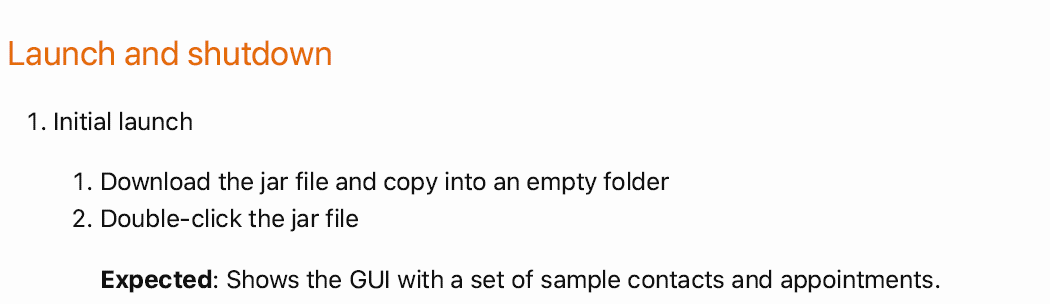 Launch and shutdown
1. Initial launch
1. Download the jar file and copy into an empty folder
2. Double-click the jar file
Expected: Shows the GUI with a set of sample contacts and appointments.